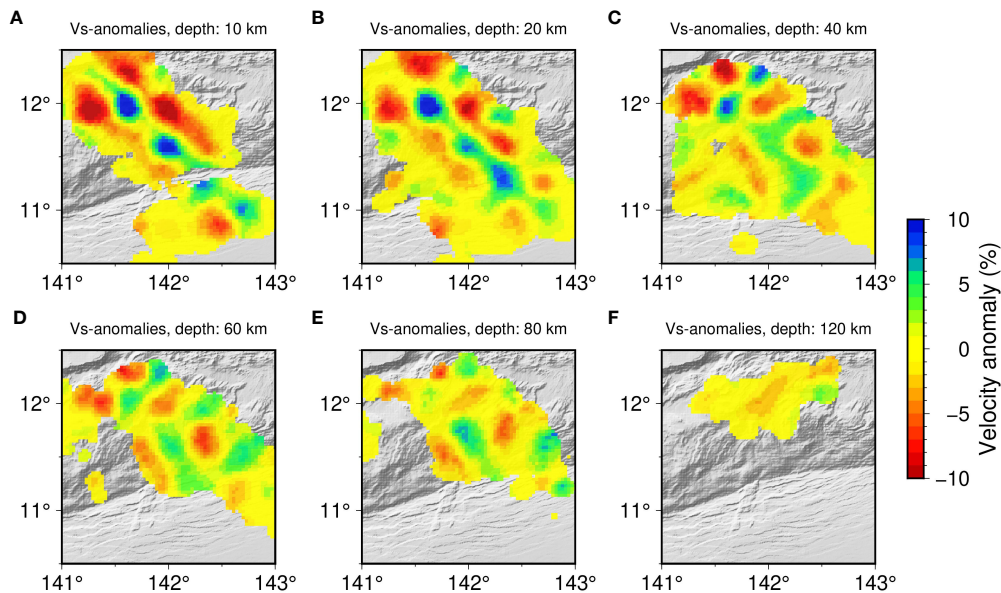 A
Vs-anomalies, depth: 10 km
B
Vs-anomalies, depth: 20 km
C
Vs-anomalies, depth: 40 km
12°
11°
141° 142° 143°
12°
11°
141° 142° 143°
12°
11°
141° 142° 143°
D
Vs-anomalies, depth: 60 km
E
Vs-anomalies, depth: 80 km
F
Vs-anomalies, depth: 120 km
12°
11°
141° 142° 143°
12°
11°
141° 142° 143°
12°
11°
141° 142° 143°
10
5
0
−5
−10
Velocity anomaly (%)